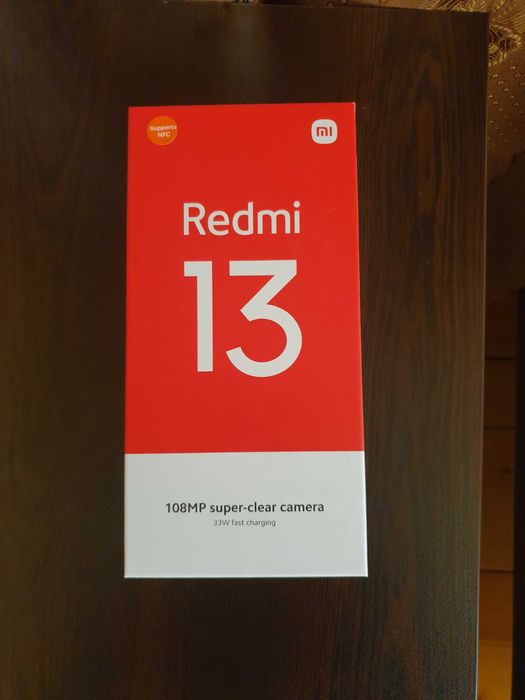 Supports
NFC
mi
Redmi
13
108MP super-clear camera
33W fast charging